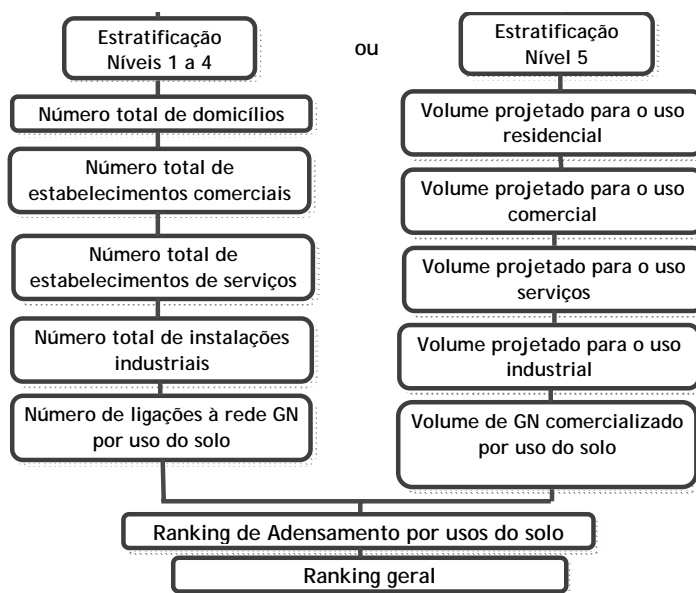 Estratificação
Níveis 1 a 4
Número total de domicílios
Número total de
estabelecimentos comerciais
Número total de
estabelecimentos de serviços
Número total de instalações
industriais
Número de ligações à rede GN
por uso do solo
ou
Estratificação
Nível 5
Volume projetado para o uso
residencial
Volume projetado para o uso
comercial
Volume projetado para o uso
serviços
Volume projetado para o uso
industrial
Volume de GN comercializado
por uso do solo
Ranking de Adensamento por usos do solo
Ranking geral